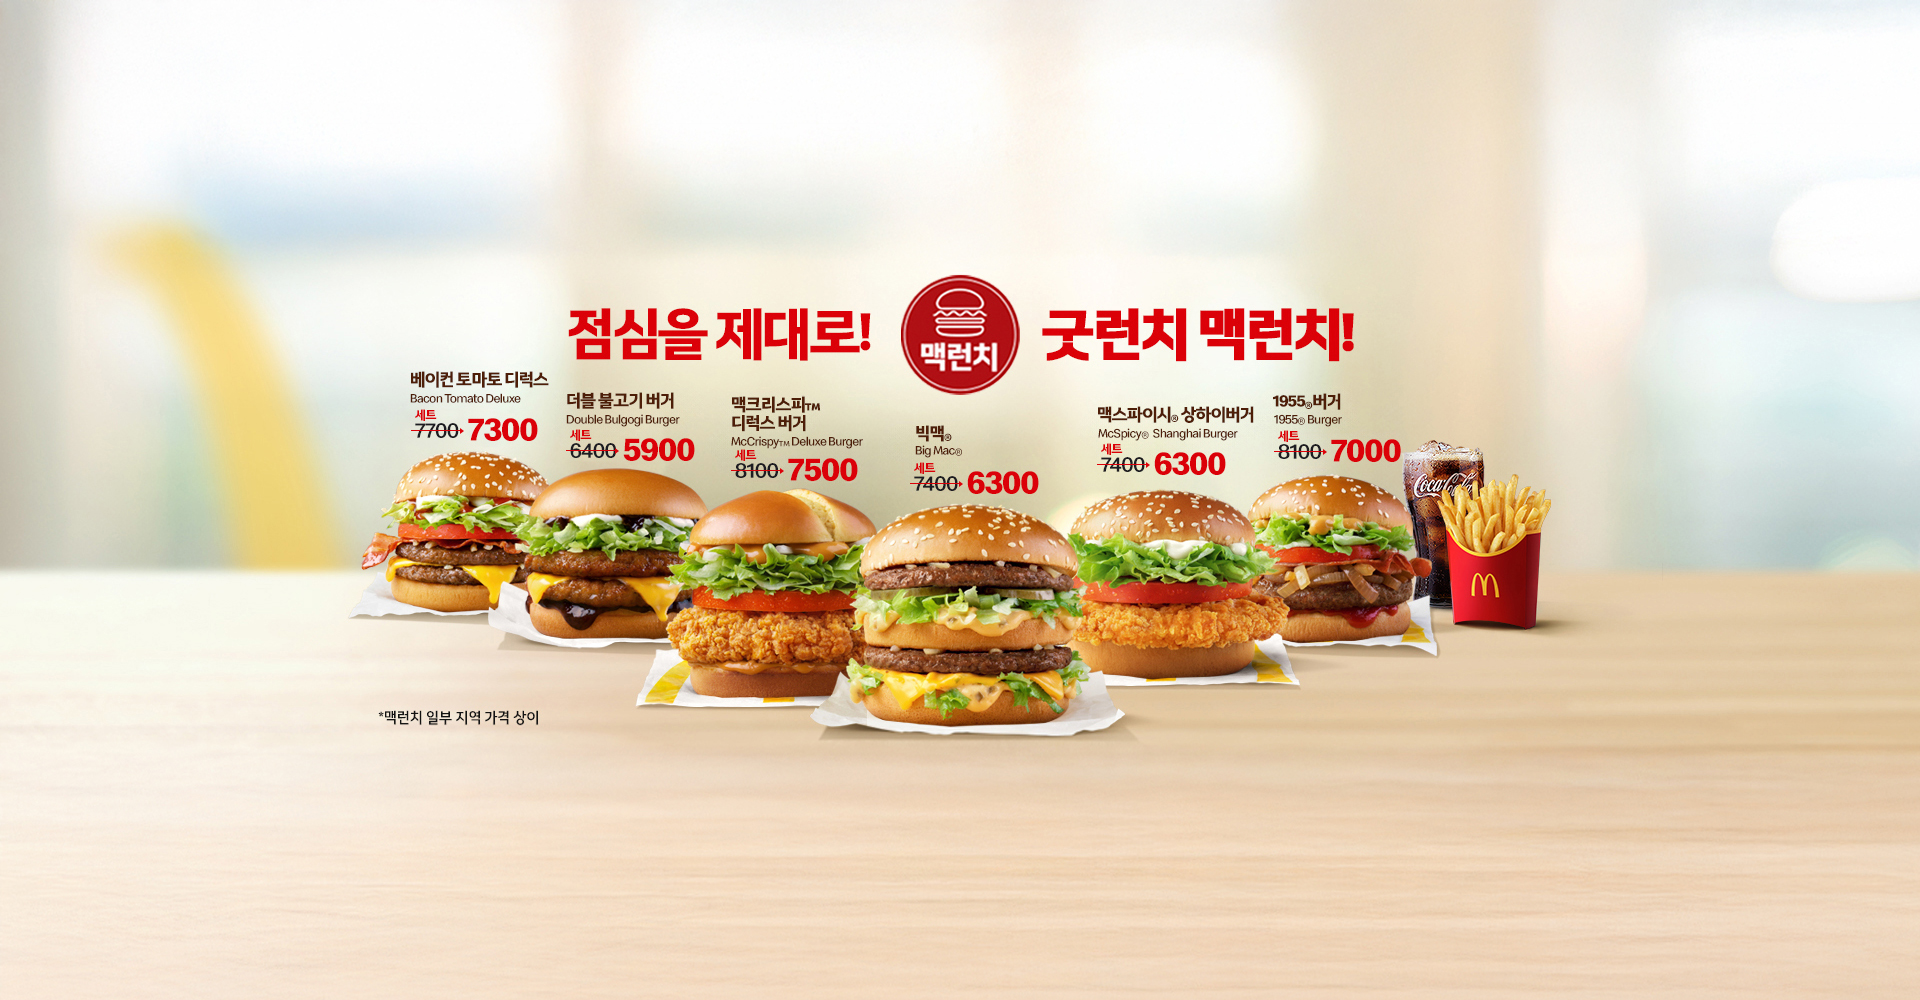 점심을 제대로!
맥런치
굿런치 맥런치!
베이컨 토마토 디럭스
Bacon Tomato Deluxe
세트
7700 7300
더블 불고기 버거
Double Bulgogi Burger
세트
6400 5900
맥크리스피™
디럭스 버거
McCrispy™ Deluxe Burger
세트
8100 7500
빅맥®
Big Mac®
세트
7400 6300
맥스파이시® 상하이버거
McSpicy® Shanghai Burger
세트
7400 6300
1955®버거
1955® Burger
세트
8100 7000
Coca-Cola
*맥런치 일부 지역 가격 상이